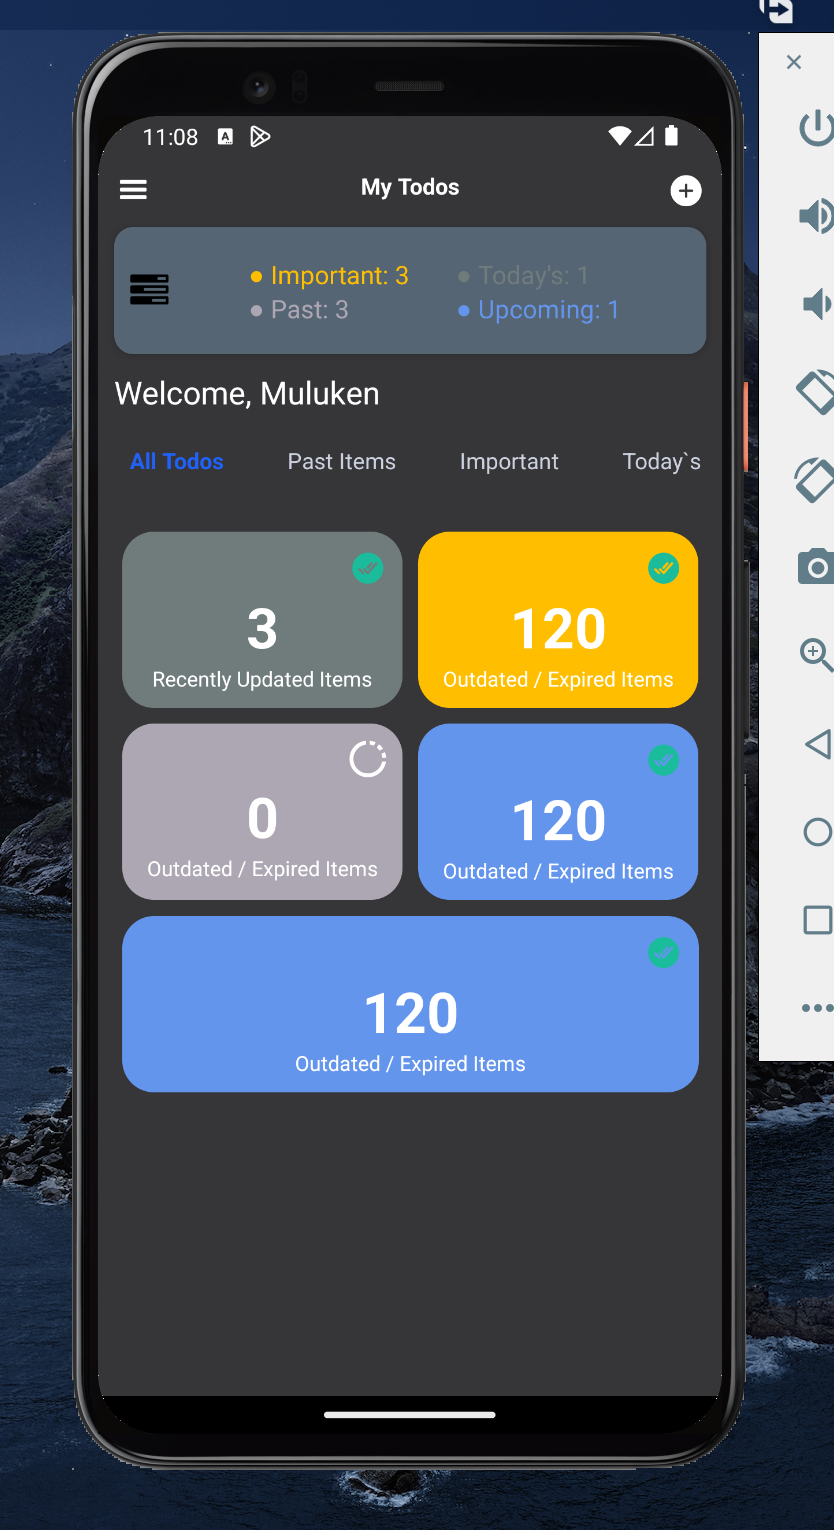 11:08
My Todos
Important: 3
Today's: 1
Past: 3
Upcoming: 1
Welcome, Muluken
All Todos
Past Items
Important
Today`s
3
Recently Updated Items
120
Outdated / Expired Items
0
Outdated / Expired Items
120
Outdated / Expired Items
120
Outdated / Expired Items